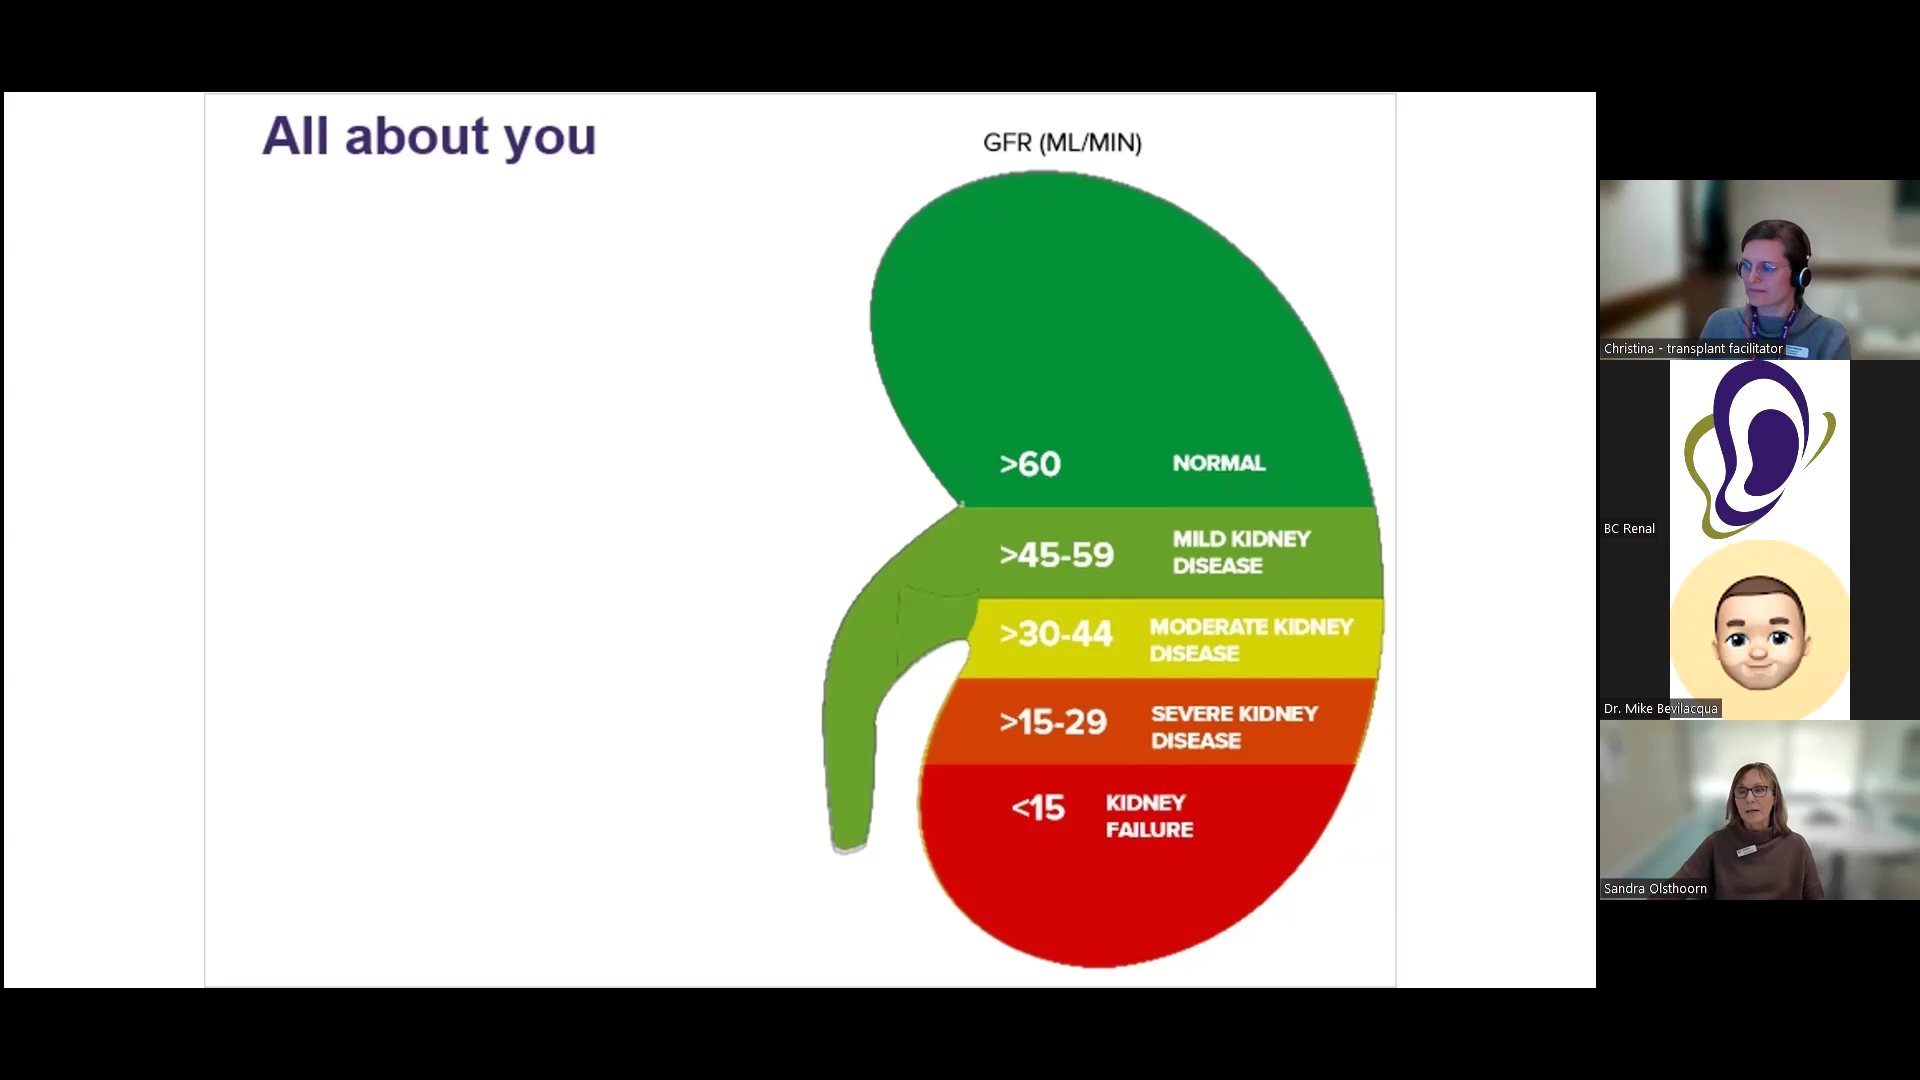 All about you
GFR (ML/MIN)
>60 NORMAL
>45-59 MILD KIDNEY
DISEASE
>30-44 MODERATE KIDNEY
DISEASE
>15-29 SEVERE KIDNEY
DISEASE
<15 KIDNEY
FAILURE
Christina - transplant facilitator
BC Renal
Dr. Mike Bevilacqua
Sandra Olsthoorn